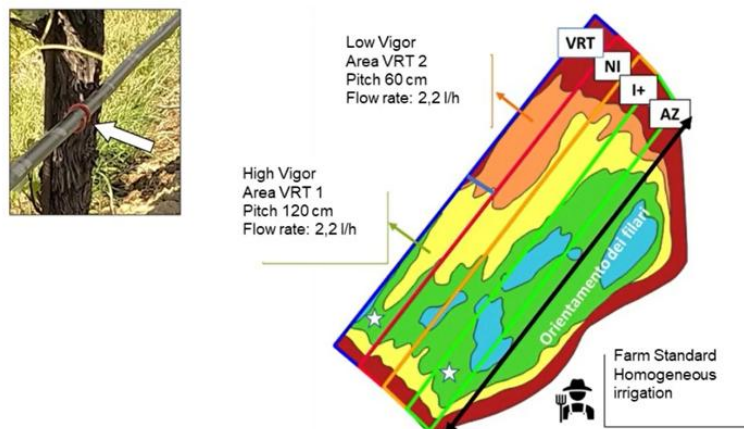 Low Vigor
Area VRT 2
Pitch 60 cm
Flow rate: 2,2 l/h
High Vigor
Area VRT 1
Pitch 120 cm
Flow rate: 2,2 l/h
VRT
NI
I+
AZ
Orientamento dei filari
Farm Standard
Homogeneous
irrigation